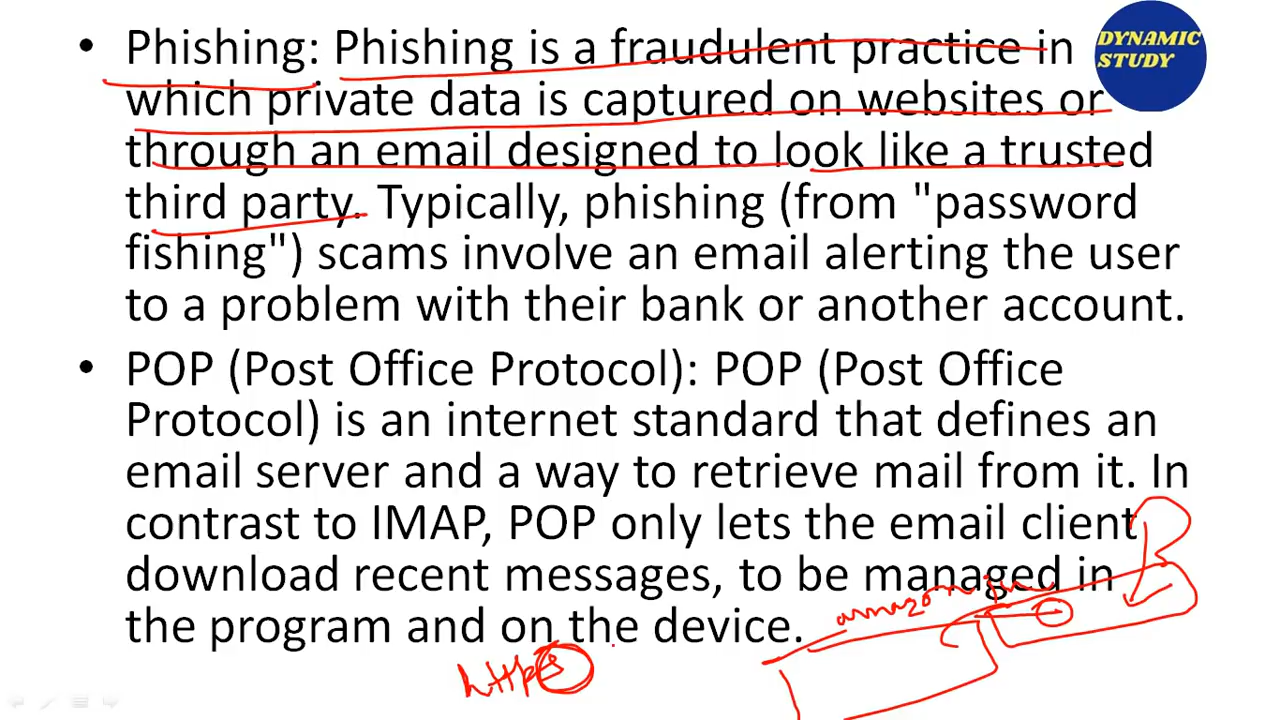 • Phishing: Phishing is a fraudulent practice in
which private data is captured on websites or
through an email designed to look like a trusted
third party. Typically, phishing (from "password
fishing") scams involve an email alerting the user
to a problem with their bank or another account.
• POP (Post Office Protocol): POP (Post Office
Protocol) is an internet standard that defines an
email server and a way to retrieve mail from it. In
contrast to IMAP, POP only lets the email client
download recent messages, to be managed in
the program and on the device.
DYNAMIC
STUDY
amazon in
https